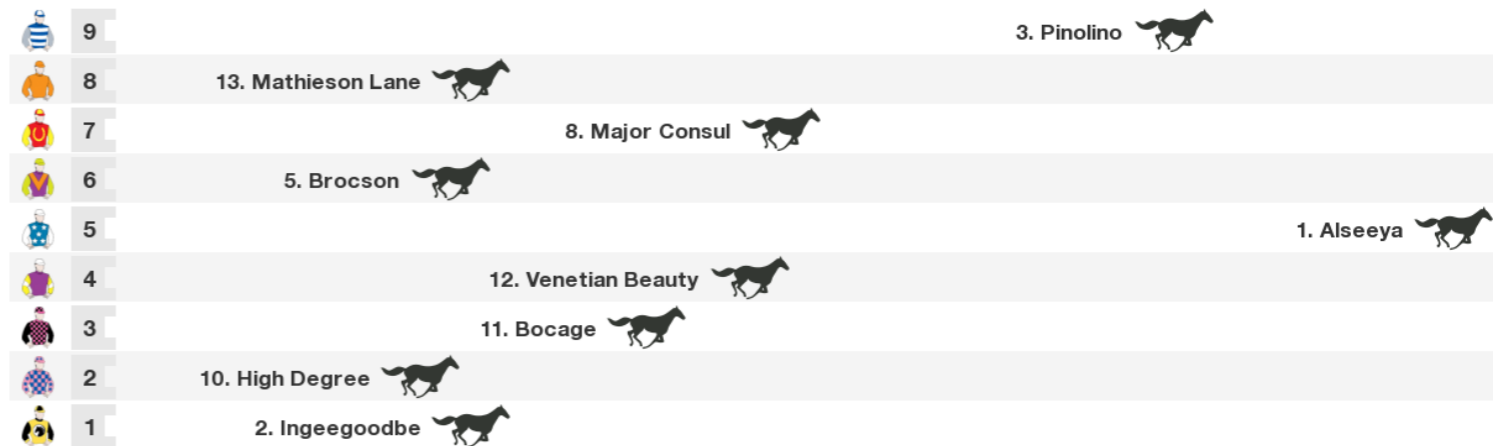 9 3. Pinolino
8 13. Mathieson Lane
7 8. Major Consul
6 5. Brocson
5 1. Alseeya
4 12. Venetian Beauty
3 11. Bocage
2 10. High Degree
1 2. Ingeegoodbe